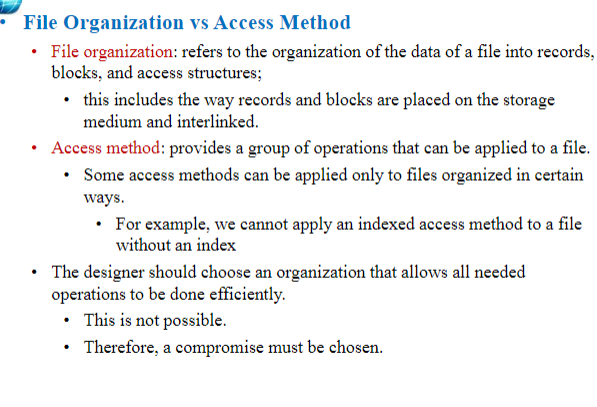 • File Organization vs Access Method
• File organization: refers to the organization of the data of a file into records,
blocks, and access structures;
• this includes the way records and blocks are placed on the storage
medium and interlinked.
• Access method: provides a group of operations that can be applied to a file.
• Some access methods can be applied only to files organized in certain
ways.
• For example, we cannot apply an indexed access method to a file
without an index
• The designer should choose an organization that allows all needed
operations to be done efficiently.
• This is not possible.
• Therefore, a compromise must be chosen.